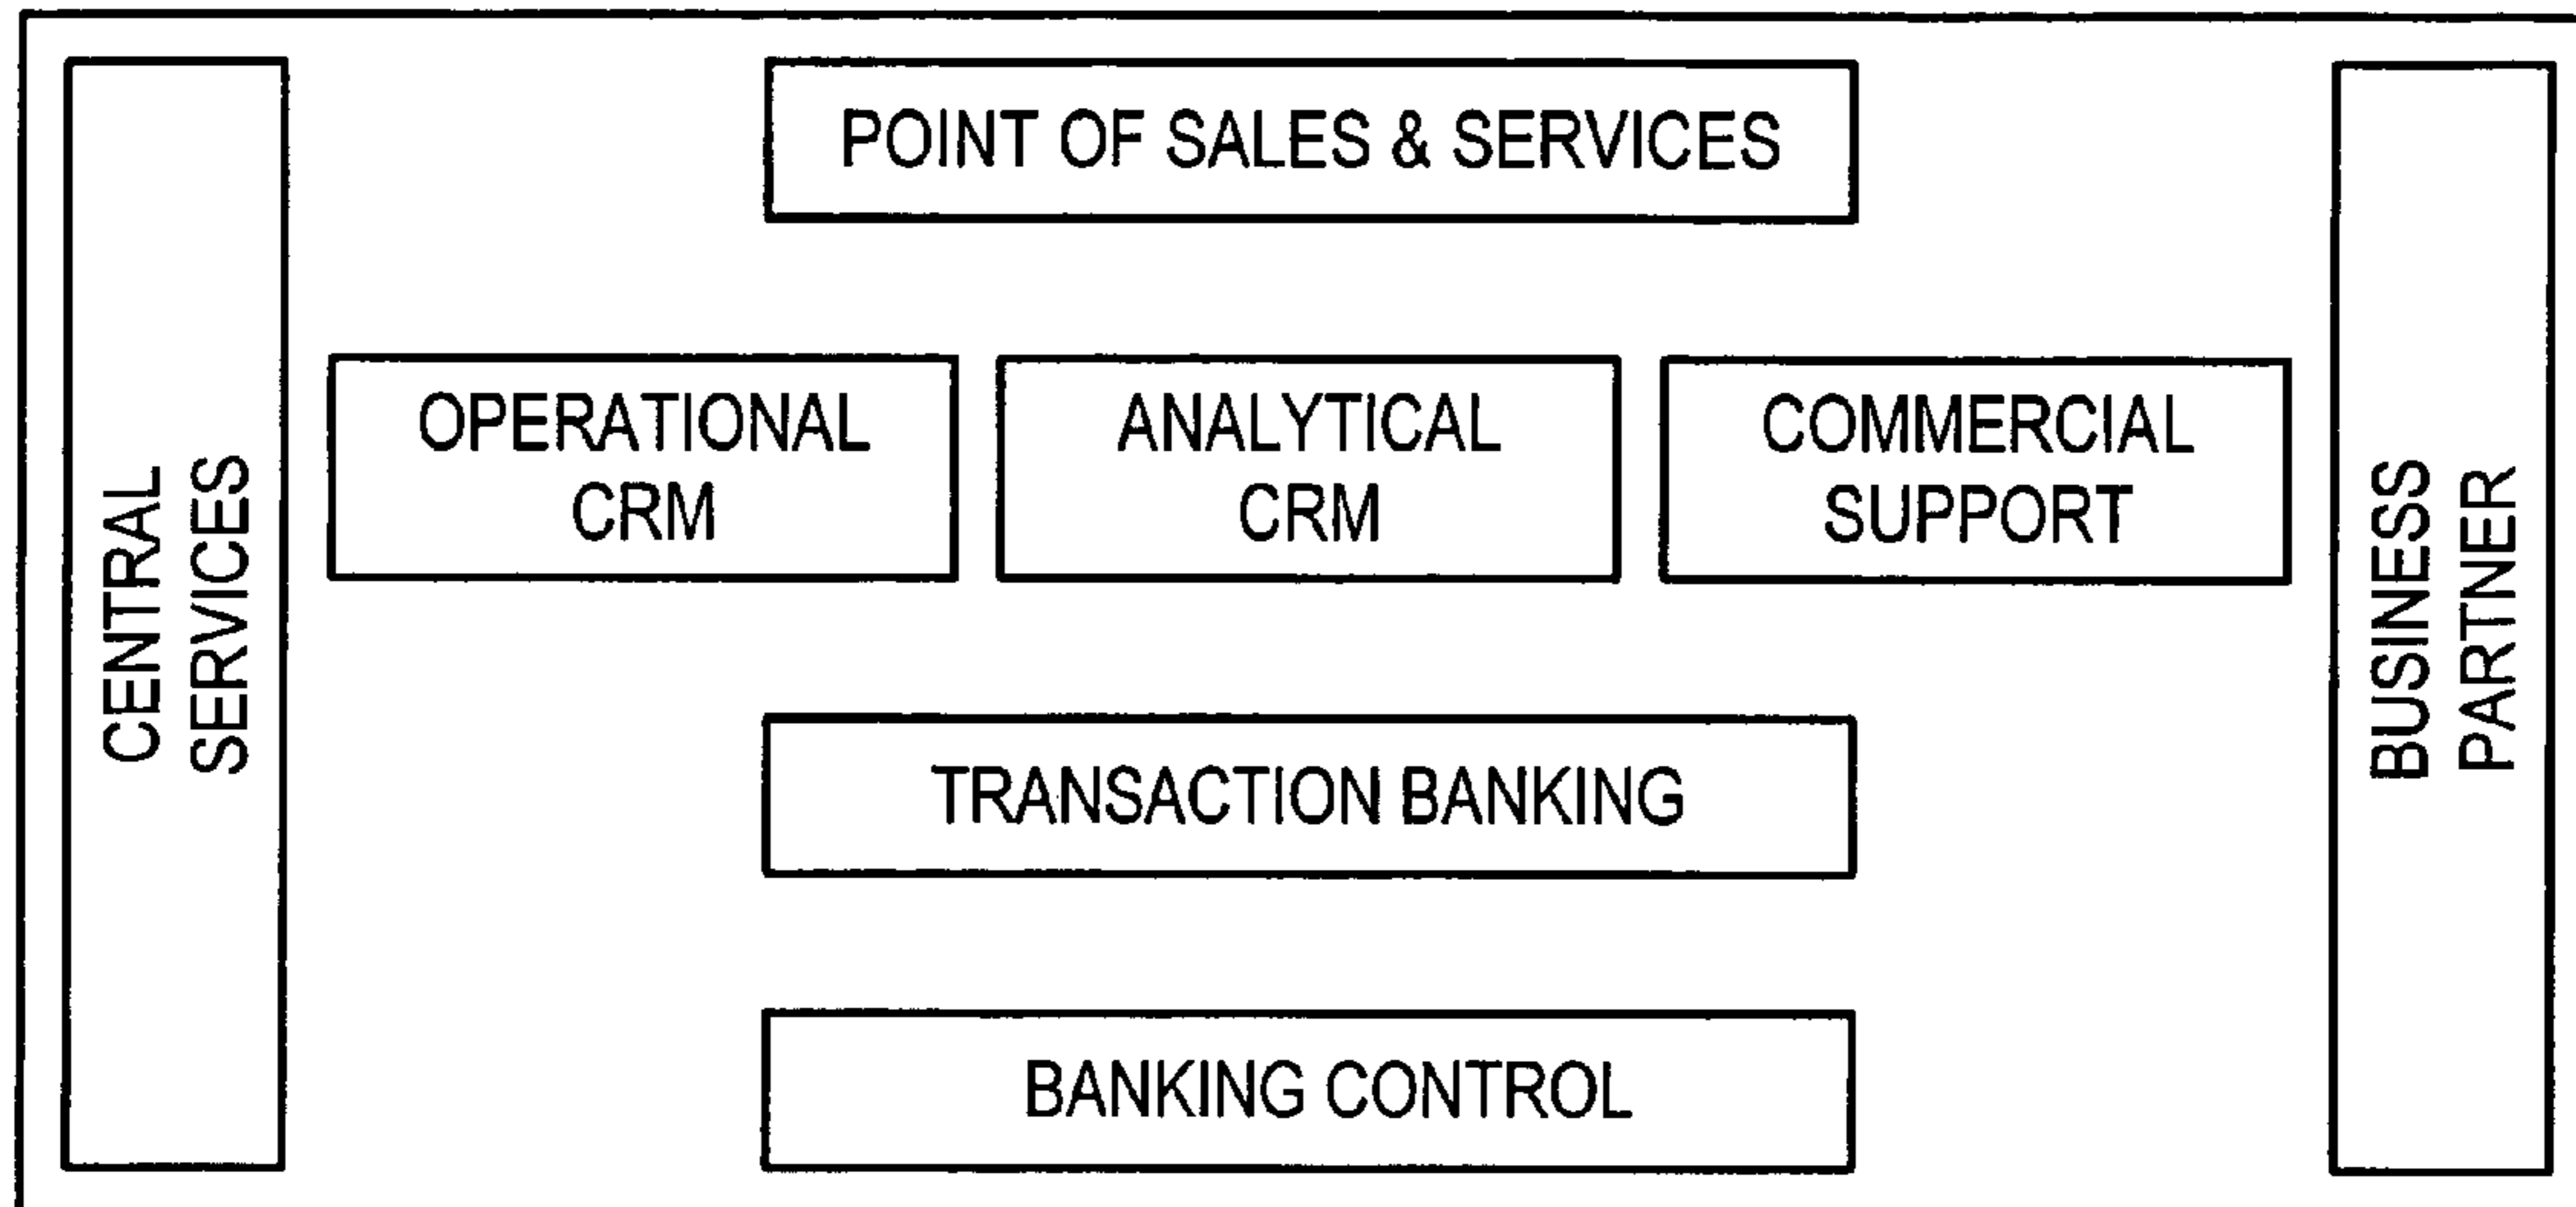 POINT OF SALES & SERVICES
CENTRAL
SERVICES
OPERATIONAL
CRM
ANALYTICAL
CRM
COMMERCIAL
SUPPORT
BUSINESS
PARTNER
TRANSACTION BANKING
BANKING CONTROL